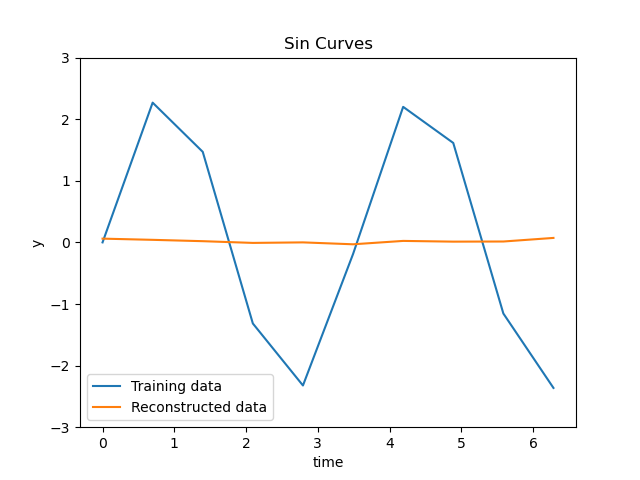 Sin Curves
3
2
1
0
−1
−2
−3
y
Training data
Reconstructed data
0 1 2 3 4 5 6
time